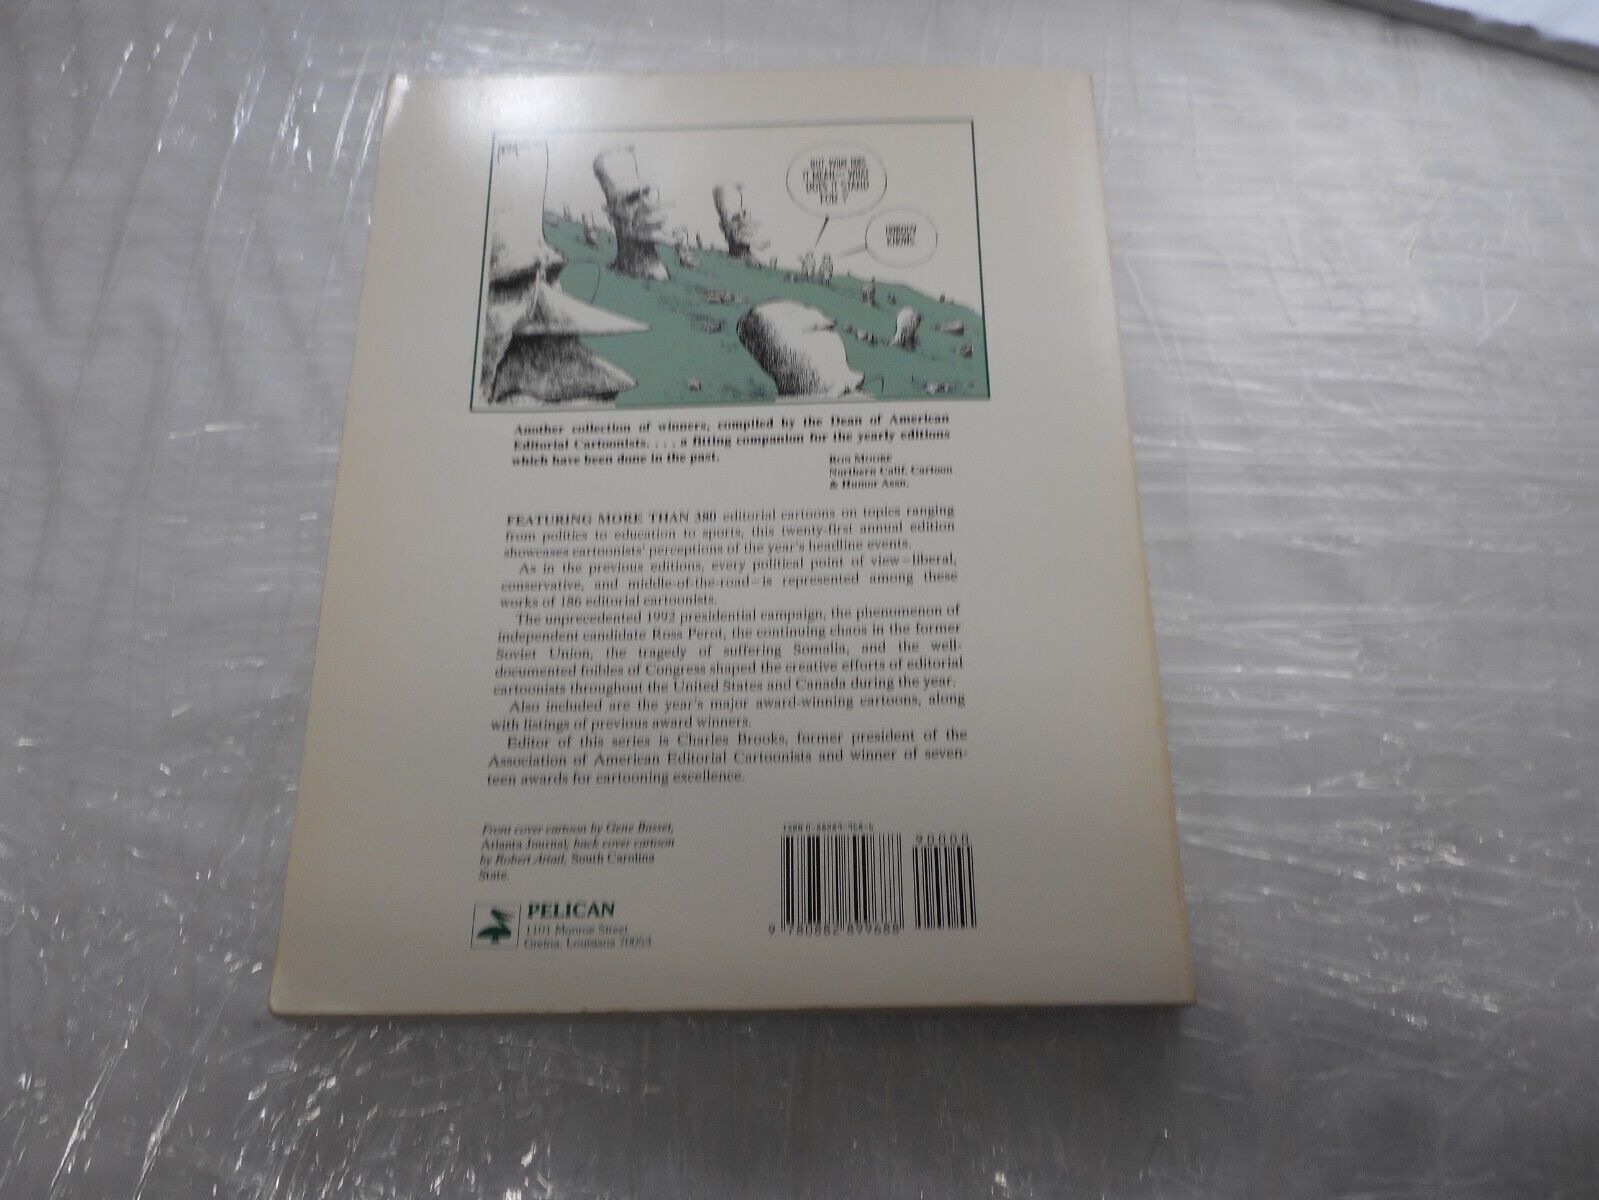 BUT WHAT DOES
IT MEAN-- WHAT
DOES IT STAND
FOR?
NOBODY
KNOWS.
Another collection of winners, compiled by the Dean of American
Editorial Cartoonists. . . . a fitting companion for the yearly editions
which have been done in the past.
Ron Moore
Northern Calif. Cartoon
& Humor Assn.
FEATURING MORE THAN 380 editorial cartoons on topics ranging
from politics to education to sports, this twenty-first annual edition
showcases cartoonists' perceptions of the year's headline events.
As in the previous editions, every political point of view—liberal,
conservative, and middle-of-the-road—is represented among these
works of 186 editorial cartoonists.
The unprecedented 1992 presidential campaign, the phenomenon of
independent candidate Ross Perot, the continuing chaos in the former
Soviet Union, the tragedy of suffering Somalia, and the well-
documented foibles of Congress shaped the creative efforts of editorial
cartoonists throughout the United States and Canada during the year.
Also included are the year's major award-winning cartoons, along
with listings of previous award winners.
Editor of this series is Charles Brooks, former president of the
Association of American Editorial Cartoonists and winner of seven-
teen awards for cartooning excellence.
Front cover cartoon by Gene Basset,
Atlanta Journal; back cover cartoon
by Robert Ariail, South Carolina
State.
ISBN 0-88289-968-6
90000
9 780882 899688
PELICAN
1101 Monroe Street
Gretna, Louisiana 70053